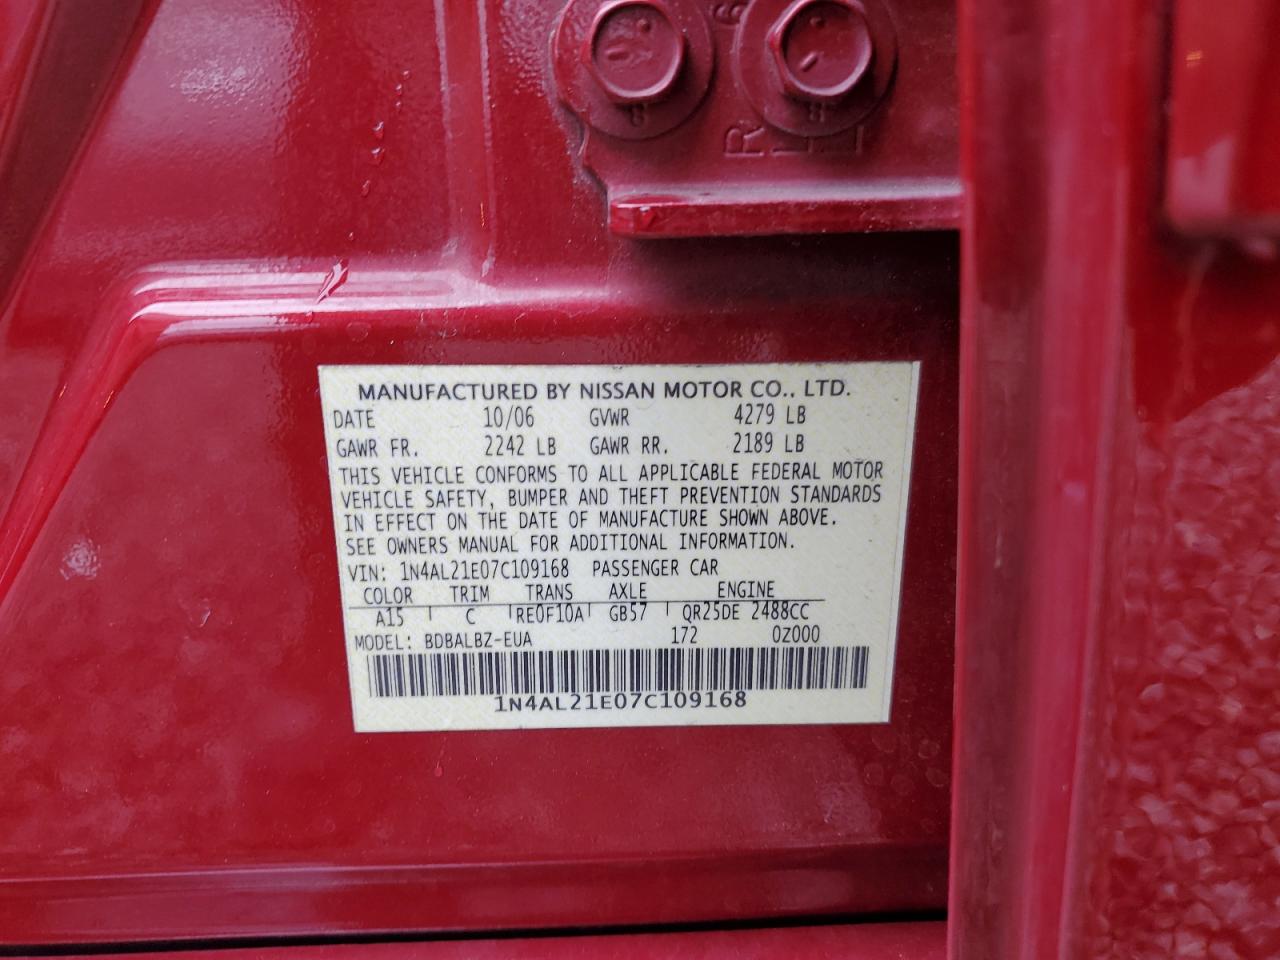 MANUFACTURED BY NISSAN MOTOR CO., LTD.
DATE 10/06 GVWR 4279 LB
GAWR FR. 2242 LB GAWR RR. 2189 LB
THIS VEHICLE CONFORMS TO ALL APPLICABLE FEDERAL MOTOR
VEHICLE SAFETY, BUMPER AND THEFT PREVENTION STANDARDS
IN EFFECT ON THE DATE OF MANUFACTURE SHOWN ABOVE.
SEE OWNERS MANUAL FOR ADDITIONAL INFORMATION.
VIN: 1N4AL21E07C109168 PASSENGER CAR
COLOR TRIM TRANS AXLE ENGINE
A15 C RE0F10A GB57 QR25DE 2488CC
MODEL: BDBALBZ-EUA 172 0Z000
1N4AL21E07C109168